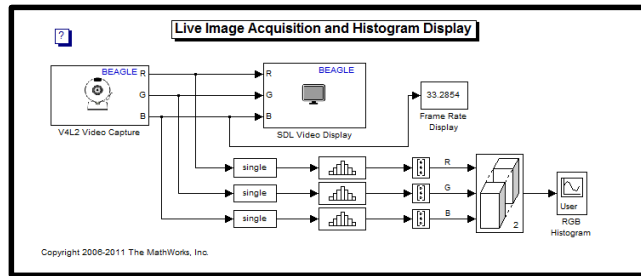 Live Image Acquisition and Histogram Display
?
BEAGLE
R
G
B
V4L2 Video Capture
R
G
B
BEAGLE
SDL Video Display
33.2854
Frame Rate
Display
single
R
single
G
single
B
2
User
RGB
Histogram
Copyright 2006-2011 The MathWorks, Inc.